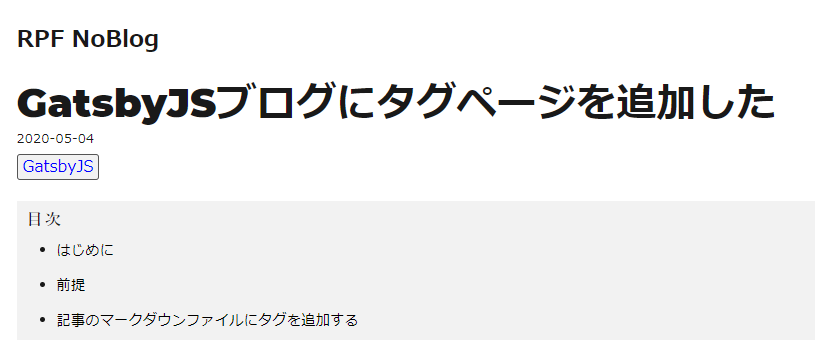 RPF NoBlog
GatsbyJSブログにタグページを追加した
2020-05-04
GatsbyJS
目次
はじめに
前提
記事のマークダウンファイルにタグを追加する